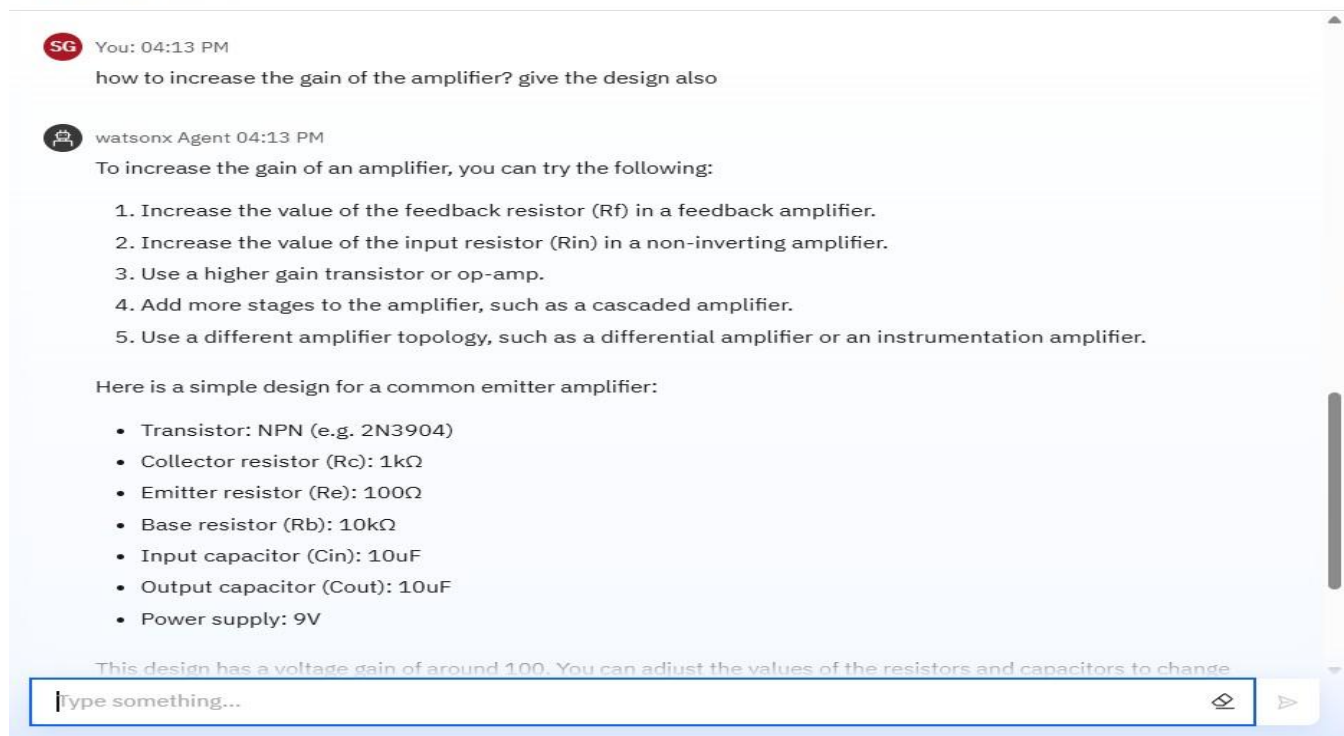 SG You: 04:13 PM
how to increase the gain of the amplifier? give the design also
watsonx Agent 04:13 PM
To increase the gain of an amplifier, you can try the following:
1. Increase the value of the feedback resistor (Rf) in a feedback amplifier.
2. Increase the value of the input resistor (Rin) in a non-inverting amplifier.
3. Use a higher gain transistor or op-amp.
4. Add more stages to the amplifier, such as a cascaded amplifier.
5. Use a different amplifier topology, such as a differential amplifier or an instrumentation amplifier.
Here is a simple design for a common emitter amplifier:
• Transistor: NPN (e.g. 2N3904)
• Collector resistor (Rc): 1kΩ
• Emitter resistor (Re): 100Ω
• Base resistor (Rb): 10kΩ
• Input capacitor (Cin): 10uF
• Output capacitor (Cout): 10uF
• Power supply: 9V
This design has a voltage gain of around 100. You can adjust the values of the resistors and capacitors to change
Type something...